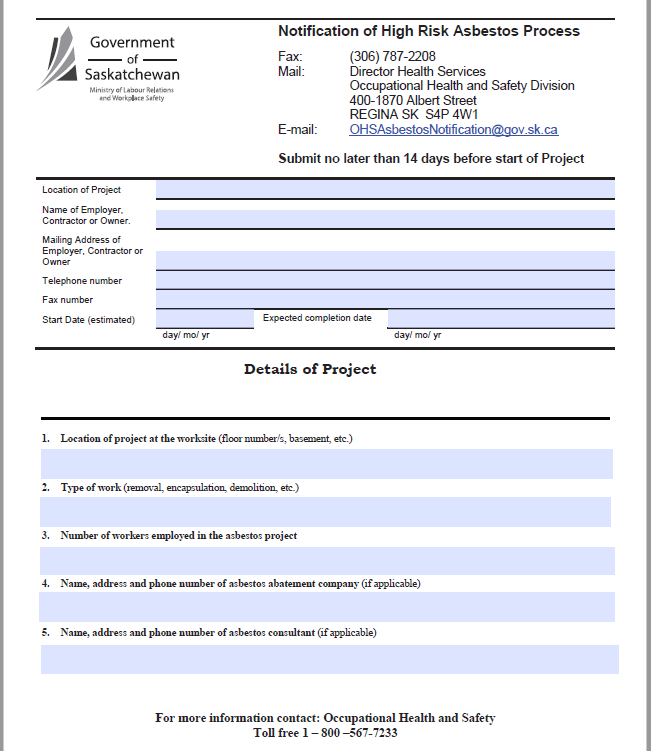 Government
of
Saskatchewan
Ministry of Labour Relations
and Workplace Safety
Notification of High Risk Asbestos Process
Fax: (306) 787-2208
Mail: Director Health Services
Occupational Health and Safety Division
400-1870 Albert Street
REGINA SK S4P 4W1
E-mail: OHSAsbestosNotification@gov.sk.ca
Submit no later than 14 days before start of Project
Location of Project
Name of Employer,
Contractor or Owner.
Mailing Address of
Employer, Contractor or
Owner
Telephone number
Fax number
Start Date (estimated) Expected completion date
day/ mo/ yr day/ mo/ yr
Details of Project
1. Location of project at the worksite (floor number/s, basement, etc.)
2. Type of work (removal, encapsulation, demolition, etc.)
3. Number of workers employed in the asbestos project
4. Name, address and phone number of asbestos abatement company (if applicable)
5. Name, address and phone number of asbestos consultant (if applicable)
For more information contact: Occupational Health and Safety
Toll free 1 – 800 –567-7233